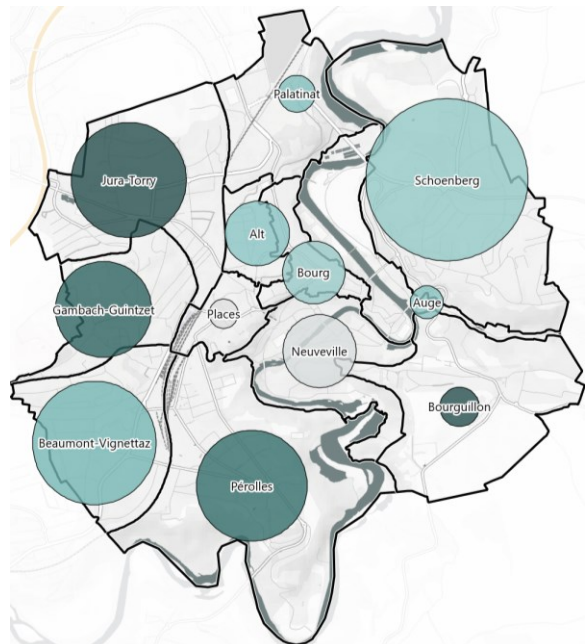 Palatinat
Jura-Torry
Schoenberg
Alt
Bourg
Auge
Gambach-Guintzet
Places
Neuveville
Bourguillon
Beaumont-Vignettaz
Pérolles